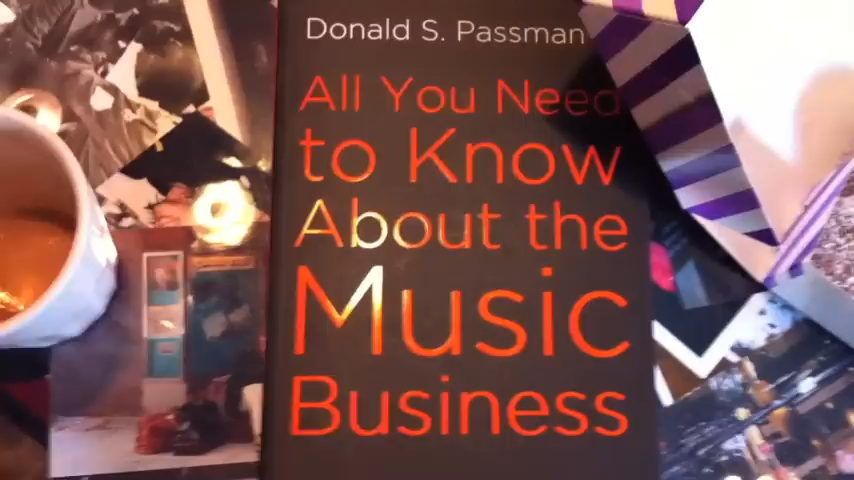 Donald S. Passman
All You Need
to Know
About the
Music
Business